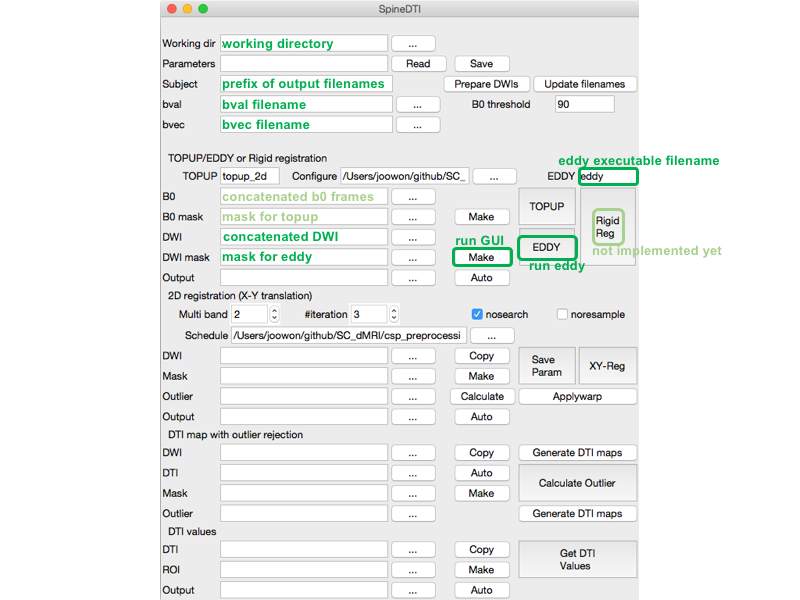 SpineDTI
Working dir working directory ...
Parameters Read Save
Subject prefix of output filenames Prepare DWIs Update filenames
bval bval filename ... B0 threshold 90
bvec bvec filename ...
eddy executable filename
TOPUP/EDDY or Rigid registration
TOPUP topup_2d Configure /Users/joowon/github/SC_ ... EDDY eddy
B0 concatenated b0 frames ... TOPUP
B0 mask mask for topup ... Make Rigid Reg
DWI concatenated DWI ... run GUI EDDY
not implemented yet
DWI mask mask for eddy ... Make
run eddy
Output ... Auto
2D registration (X-Y translation)
Multi band 2 #iteration 3 nosearch noresample
Schedule /Users/joowon/github/SC_dMRI/csp_preprocessi ...
DWI ... Copy Save Param XY-Reg
Mask ... Make
Outlier ... Calculate Applywarp
Output ... Auto
DTI map with outlier rejection
DWI ... Copy Generate DTI maps
DTI ... Auto Calculate Outlier
Mask ... Make
Outlier ... Generate DTI maps
DTI values
DTI ... Copy Get DTI Values
ROI ... Make
Output ... Auto